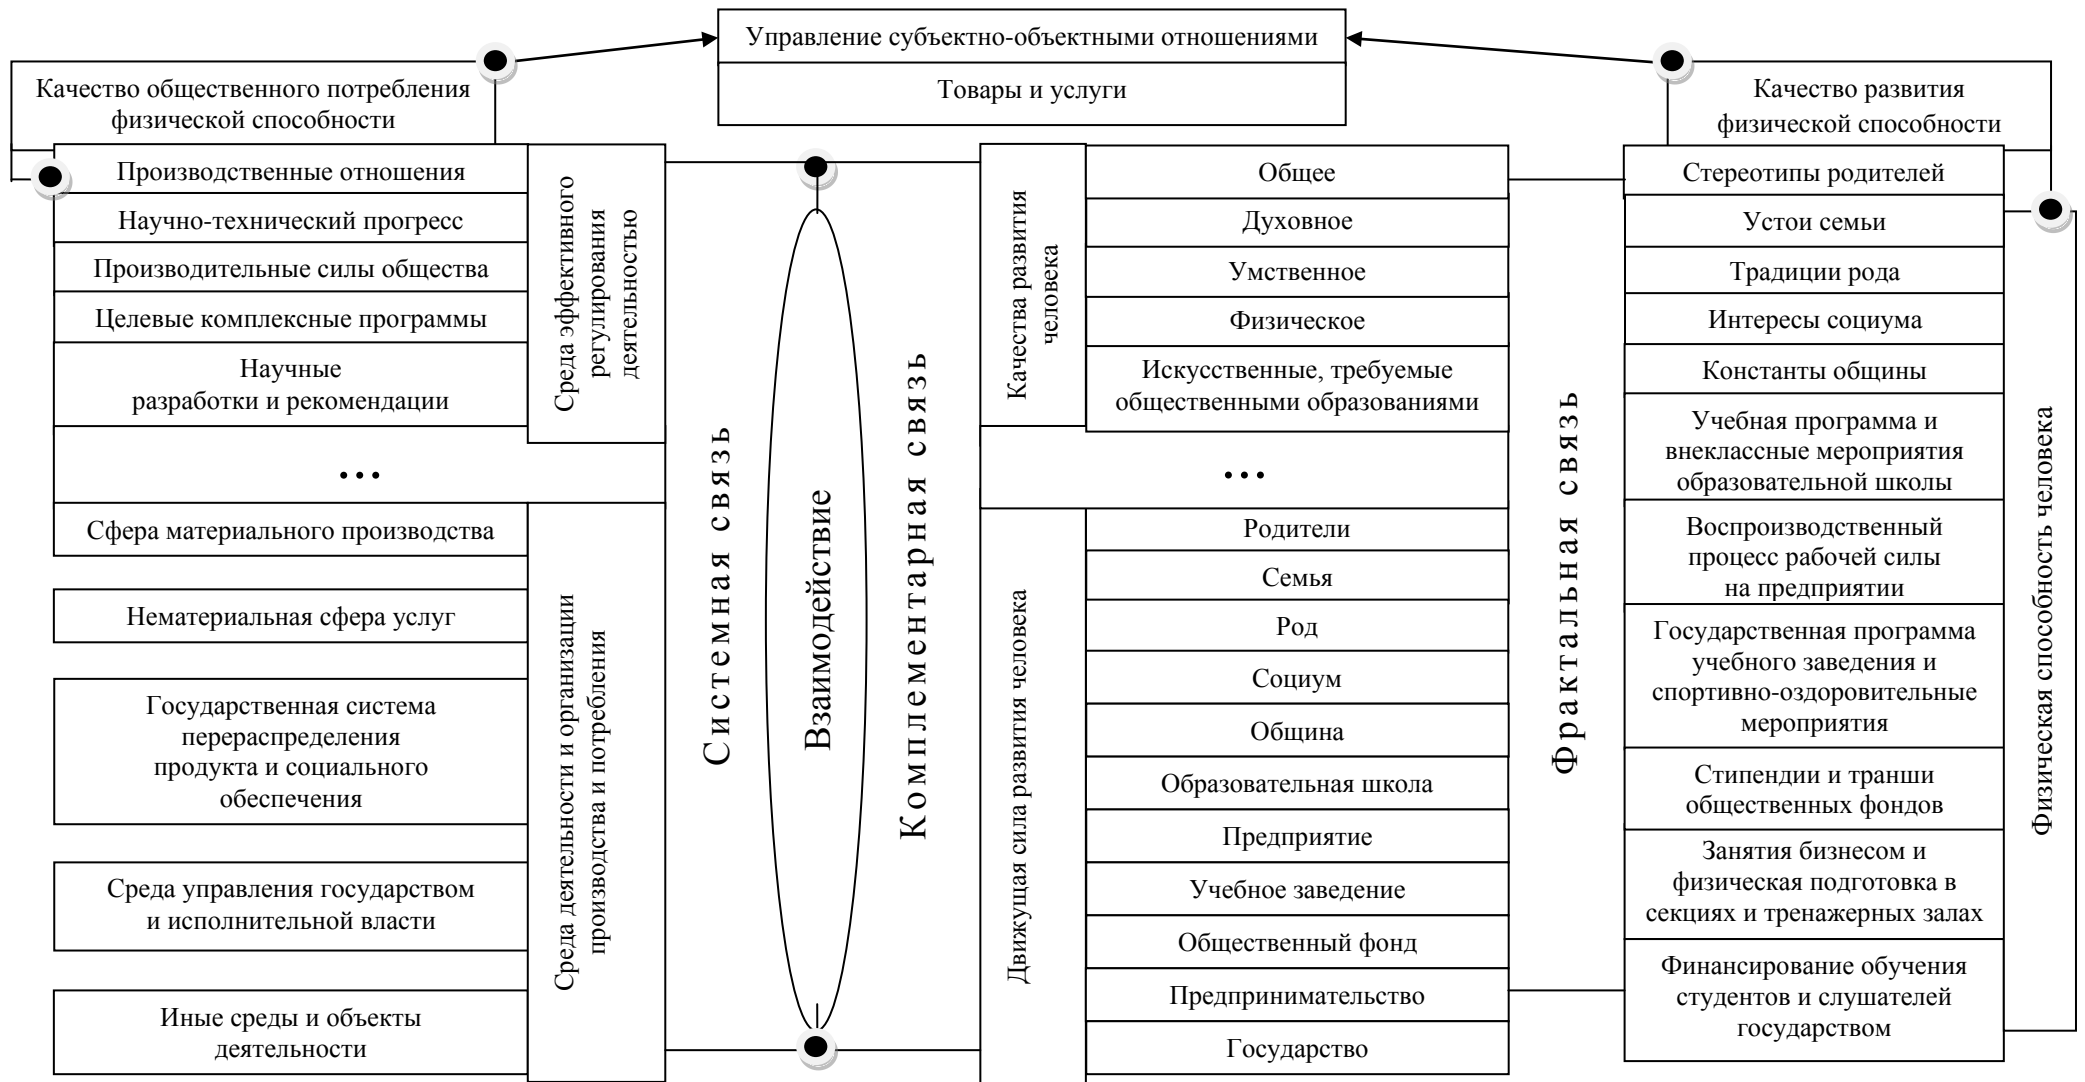 Управление субъектно-объектными отношениями
Товары и услуги
Качество общественного потребления
физической способности
Качество развития
физической способности
Производственные отношения
Научно-технический прогресс
Производительные силы общества
Целевые комплексные программы
Научные
разработки и рекомендации
...
Сфера материального производства
Нематериальная сфера услуг
Государственная система
перераспределения
продукта и социального
обеспечения
Среда управления государством
и исполнительной власти
Иные среды и объекты
деятельности
Среда эффективного
регулирования
деятельностью
Среда деятельности и организации
производства и потребления
Системная связь
Взаимодействие
Комплементарная связь
Качества развития
человека
Движущая сила развития человека
Общее
Духовное
Умственное
Физическое
Искусственные, требуемые
общественными образованиями
...
Родители
Семья
Род
Социум
Община
Образовательная школа
Предприятие
Учебное заведение
Общественный фонд
Предпринимательство
Государство
Фрактальная связь
Стереотипы родителей
Устои семьи
Традиции рода
Интересы социума
Константы общины
Учебная программа и
внеклассные мероприятия
образовательной школы
Воспроизводственный
процесс рабочей силы
на предприятии
Государственная программа
учебного заведения и
спортивно-оздоровительные
мероприятия
Стипендии и транши
общественных фондов
Занятия бизнесом и
физическая подготовка в
секциях и тренажерных залах
Финансирование обучения
студентов и слушателей
государством
Физическая способность человека